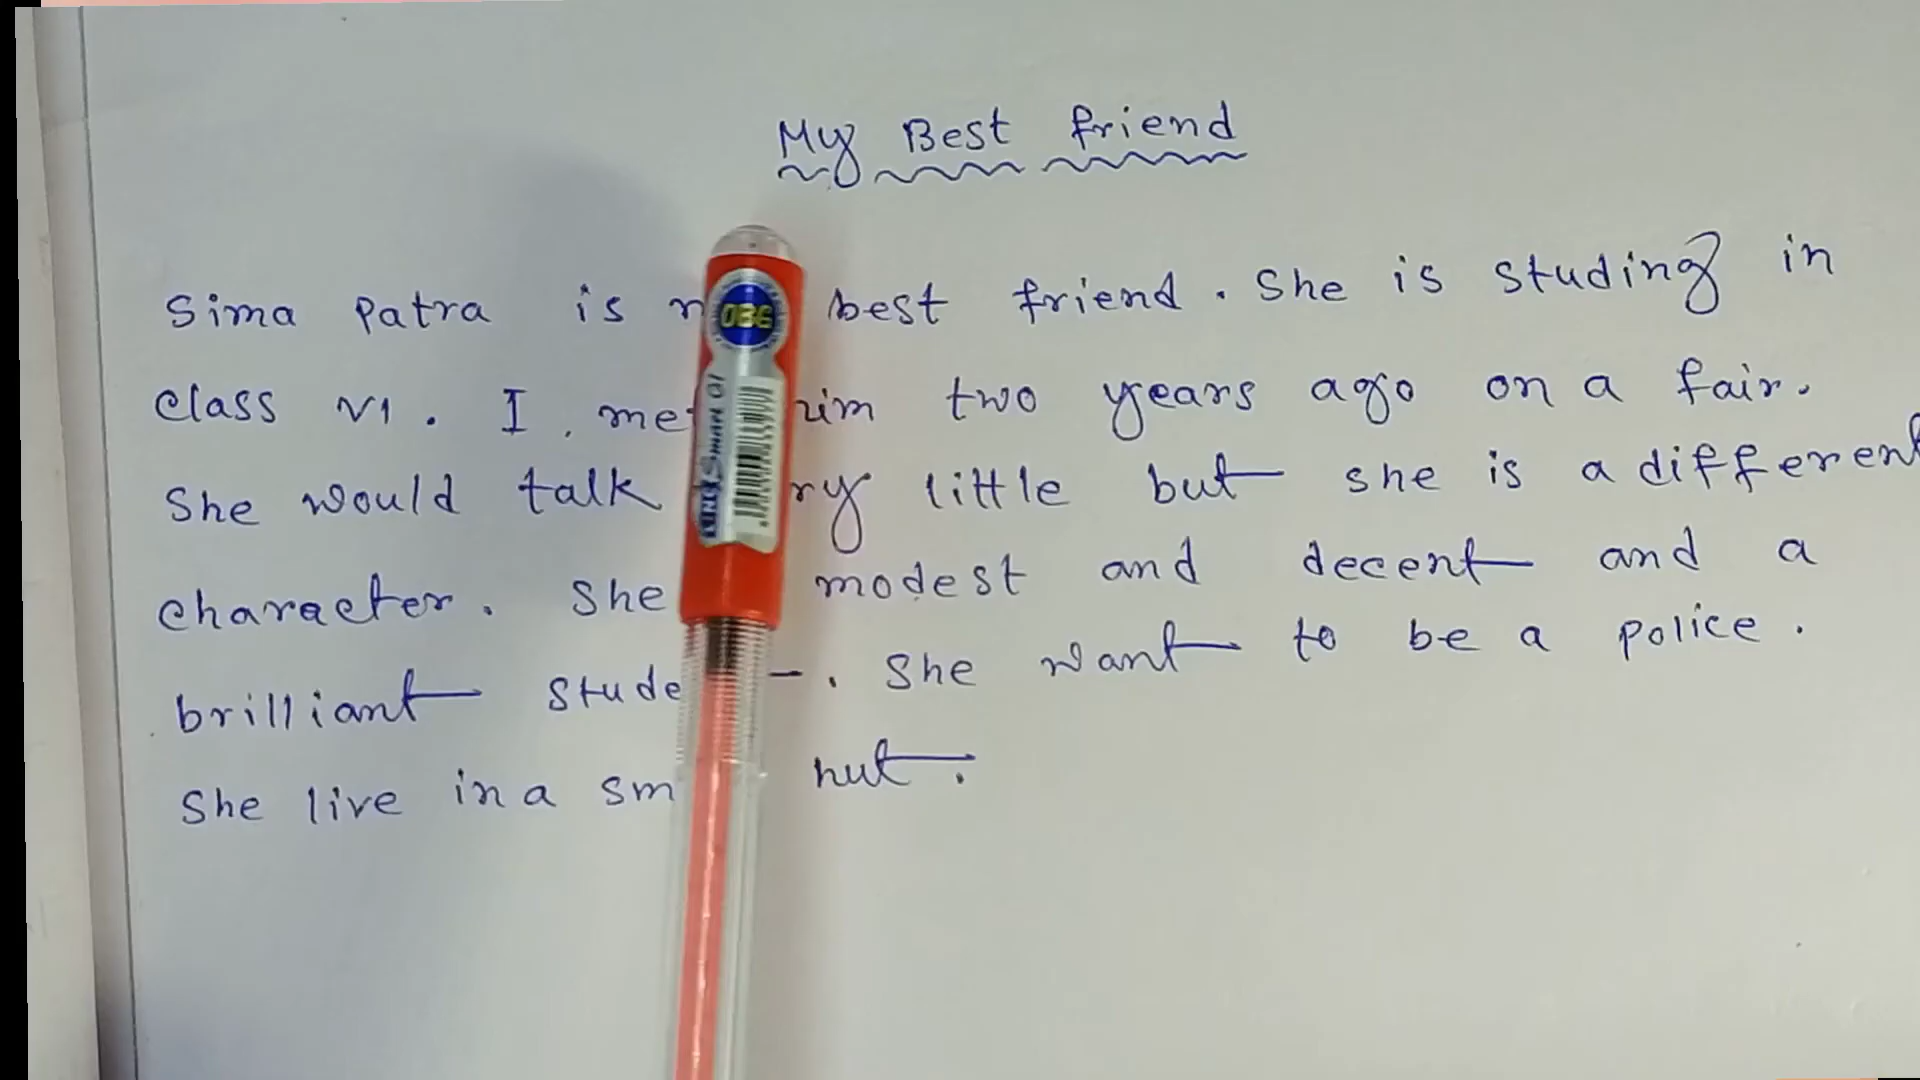 My Best friend
Sima Patra is best friend. She is studing in
class VI. I met two years ago on a fair.
She would talk little but she is a different
character. She modest and decent and a
brilliant . She want to be a police.
She live in a hut.